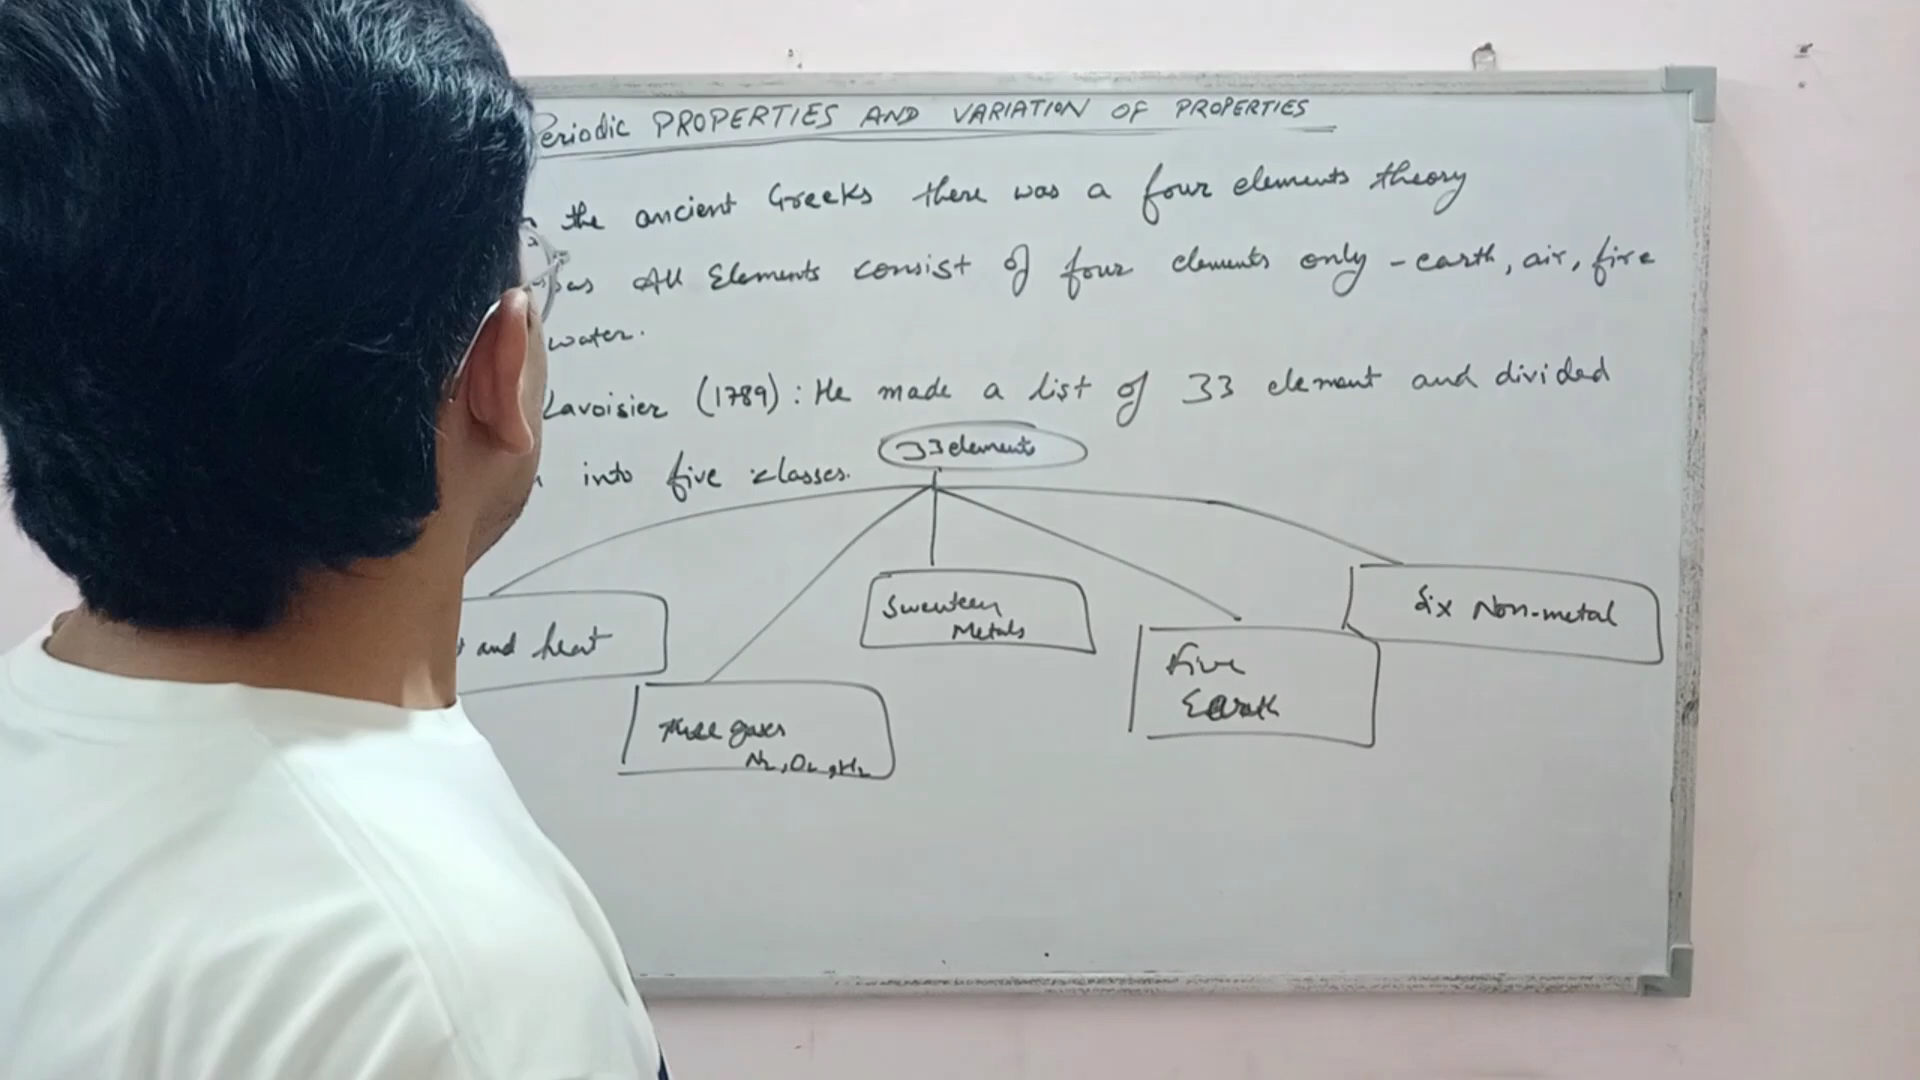 Periodic PROPERTIES AND VARIATION OF PROPERTIES
the ancient Greeks there was a four elements theory
All Elements consist of four elements only - earth, air, fire
water.
Lavoisier (1789) : He made a list of 33 element and divided
into five classes.
33 elements
and heat
Three gases
N2, O2, H2
Metals
Five
Earth
Six Non-metal